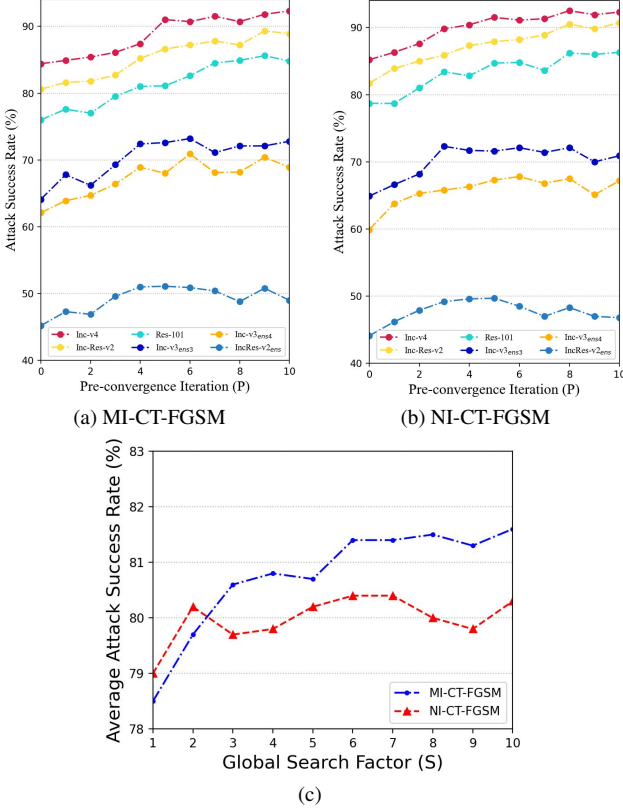 90
80
70
60
50
40
Attack Success Rate (%)
Inc-v4
Inc-Res-v2
Res-101
Inc-v3ens3
Inc-v3ens4
IncRes-v2ens
0 2 4 6 8 10
Pre-convergence Iteration (P)
(a) MI-CT-FGSM
90
80
70
60
50
40
Attack Success Rate (%)
Inc-v4
Inc-Res-v2
Res-101
Inc-v3ens3
Inc-v3ens4
IncRes-v2ens
0 2 4 6 8 10
Pre-convergence Iteration (P)
(b) NI-CT-FGSM
83
82
81
80
79
78
Average Attack Success Rate (%)
MI-CT-FGSM
NI-CT-FGSM
1 2 3 4 5 6 7 8 9 10
Global Search Factor (S)
(c)